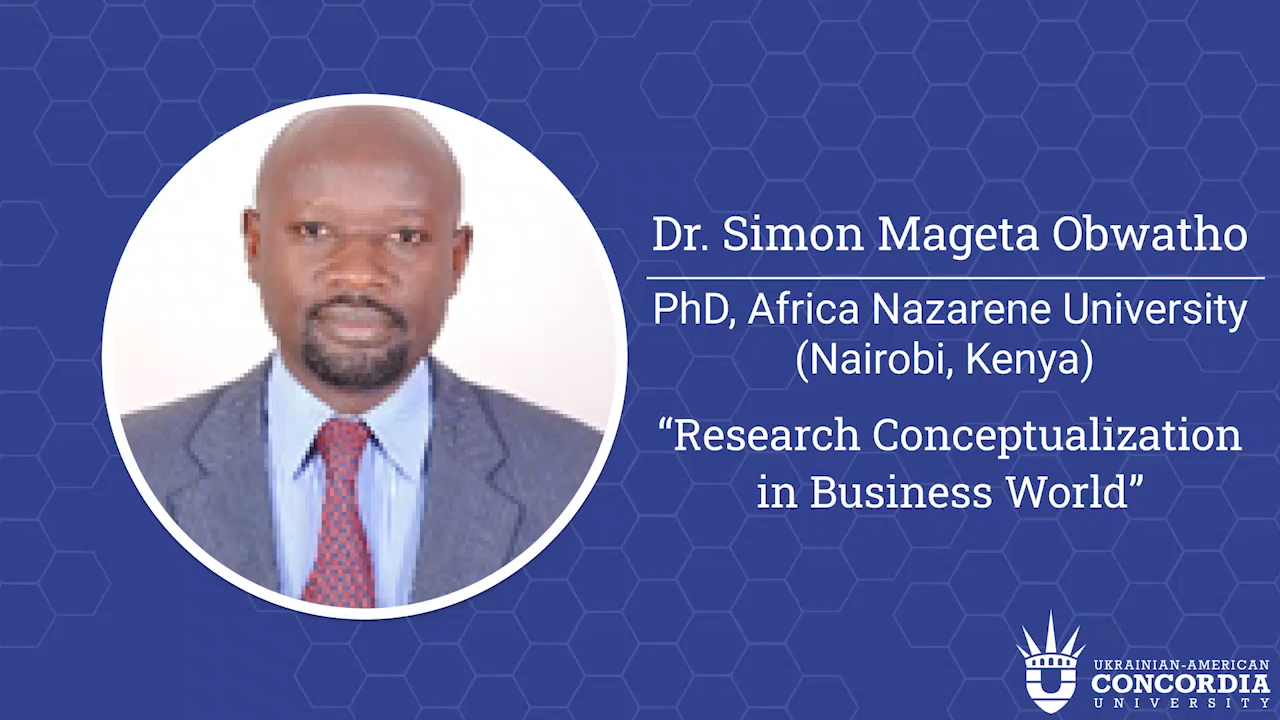 Dr. Simon Mageta Obwatho
PhD, Africa Nazarene University
(Nairobi, Kenya)
“Research Conceptualization
in Business World”
UKRAINIAN-AMERICAN
CONCORDIA
UNIVERSITY